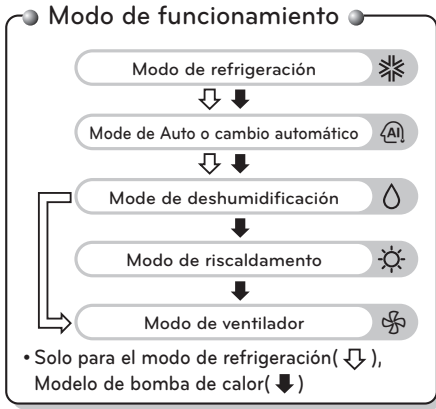 Modo de funcionamiento
Modo de refrigeración
Mode de Auto o cambio automático
AI
Mode de deshumidificación
Modo de riscaldamento
Modo de ventilador
• Solo para el modo de refrigeración( ⇩ ),
Modelo de bomba de calor( 🡇 )